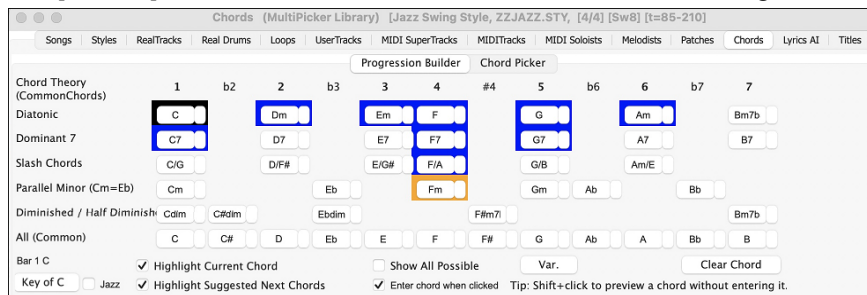 Chords (MultiPicker Library) [Jazz Swing Style, ZZJAZZ.STY, [4/4] [Sw8] [t=85-210]
Songs Styles RealTracks Real Drums Loops UserTracks MIDI SuperTracks MIDITracks MIDI Soloists Melodists Patches Chords Lyrics AI Titles
Progression Builder Chord Picker
Chord Theory
(CommonChords) 1 b2 2 b3 3 4 #4 5 b6 6 b7 7
Diatonic C Dm Em F G Am Bm7b
Dominant 7 C7 D7 E7 F7 G7 A7 B7
Slash Chords C/G D/F# E/G# F/A G/B Am/E
Parallel Minor (Cm=Eb) Cm Eb Fm Gm Ab Bb
Diminished / Half Diminish Cdim C#dim Ebdim F#m7 Bm7b
All (Common) C C# D Eb E F F# G Ab A Bb B
Bar 1 C Highlight Current Chord Show All Possible Var. Clear Chord
Key of C Jazz Highlight Suggested Next Chords Enter chord when clicked Tip: Shift+click to preview a chord without entering it.